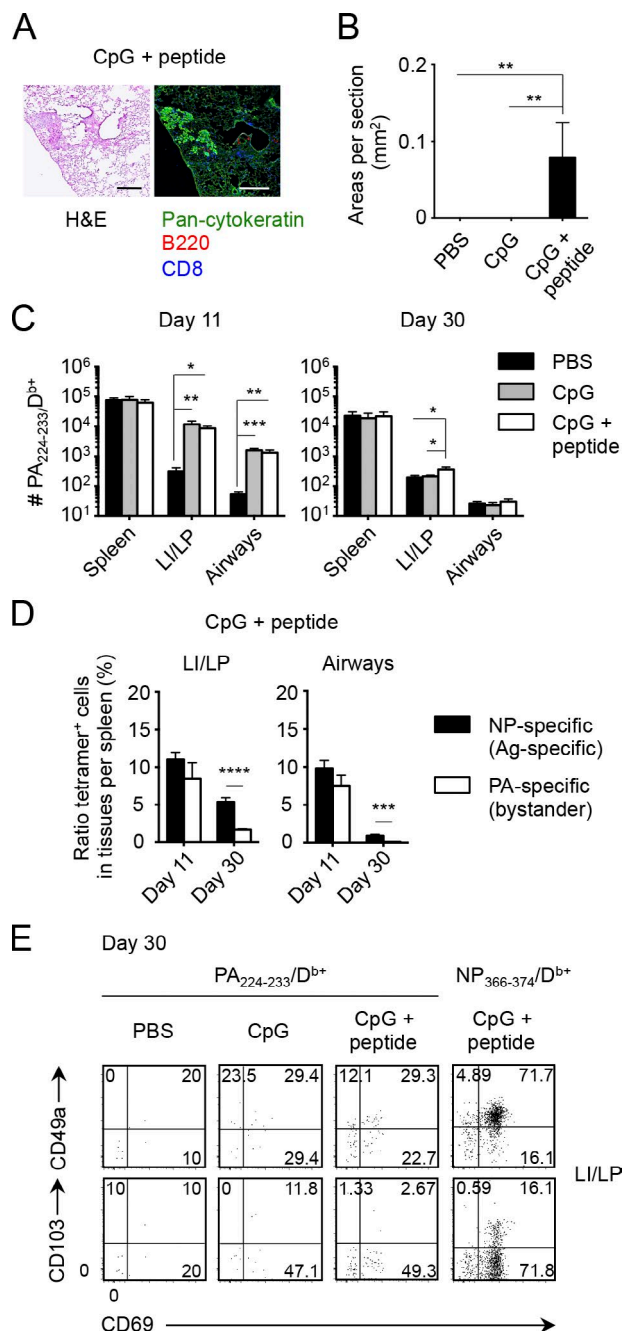 A
CpG + peptide
H&E
Pan-cytokeratin
B220
CD8
B
Areas per section
(mm²)
0.2
0.1
0
**
**
PBS
CpG
CpG +
peptide
C
Day 11
Day 30
# PA224-233/Db+
10⁶
10⁵
10⁴
10³
10²
10¹
*
**
**
***
Spleen
LI/LP
Airways
10⁶
10⁵
10⁴
10³
10²
10¹
*
*
Spleen
LI/LP
Airways
PBS
CpG
CpG +
peptide
D
CpG + peptide
LI/LP
Airways
Ratio tetramer⁺ cells
in tissues per spleen (%)
20
15
10
5
0
****
Day 11
Day 30
20
15
10
5
0
***
Day 11
Day 30
NP-specific
(Ag-specific)
PA-specific
(bystander)
E
Day 30
PA224-233/Db+
NP366-374/Db+
PBS
CpG
CpG +
peptide
CpG +
peptide
CD49a
0 20
10
23.5 29.4
29.4
12.1 29.3
22.7
4.89 71.7
16.1
LI/LP
CD103
10 10
20
0 11.8
47.1
1.33 2.67
49.3
0.59 16.1
71.8
0
0
CD69